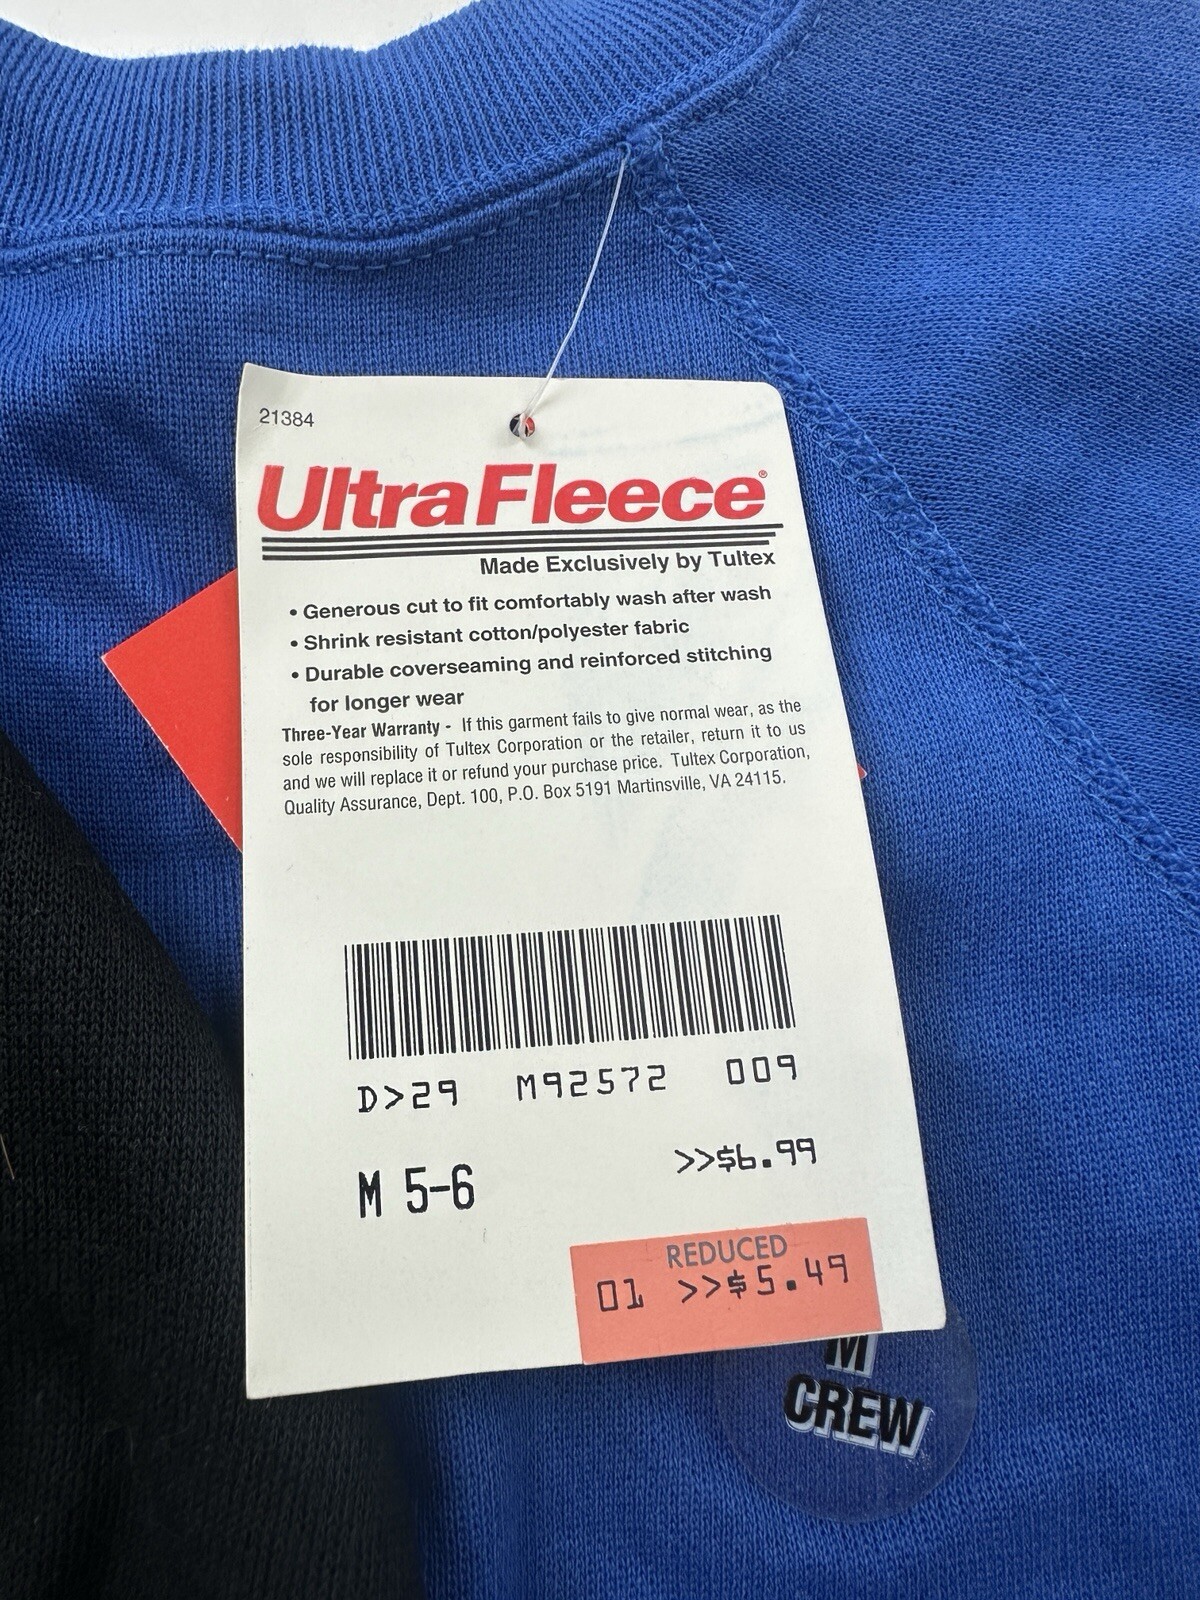 21384
UltraFleece®
Made Exclusively by Tultex
• Generous cut to fit comfortably wash after wash
• Shrink resistant cotton/polyester fabric
• Durable coverseaming and reinforced stitching
for longer wear
Three-Year Warranty - If this garment fails to give normal wear, as the
sole responsibility of Tultex Corporation or the retailer, return it to us
and we will replace it or refund your purchase price. Tultex Corporation,
Quality Assurance, Dept. 100, P.O. Box 5191 Martinsville, VA 24115.
D>29 M92572 009
>>$6.99
M 5-6
REDUCED
01 >>$5.49
M
CREW